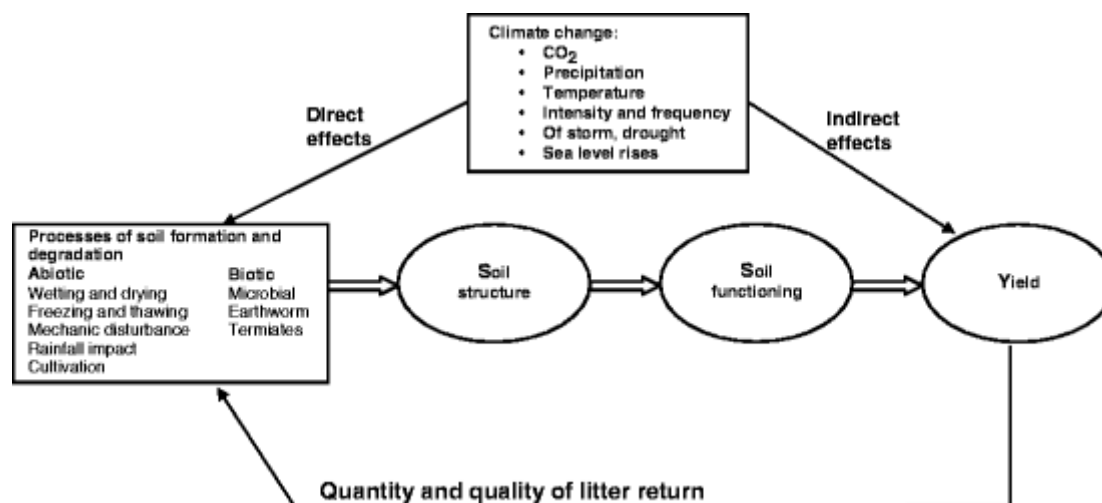 Climate change:
• CO2
• Precipitation
• Temperature
• Intensity and frequency
• Of storm, drought
• Sea level rises
Direct
effects
Indirect
effects
Processes of soil formation and
degradation
Abiotic Biotic
Wetting and drying Microbial
Freezing and thawing Earthworm
Mechanic disturbance Termiates
Rainfall impact
Cultivation
Soil
structure
Soil
functioning
Yield
Quantity and quality of litter return